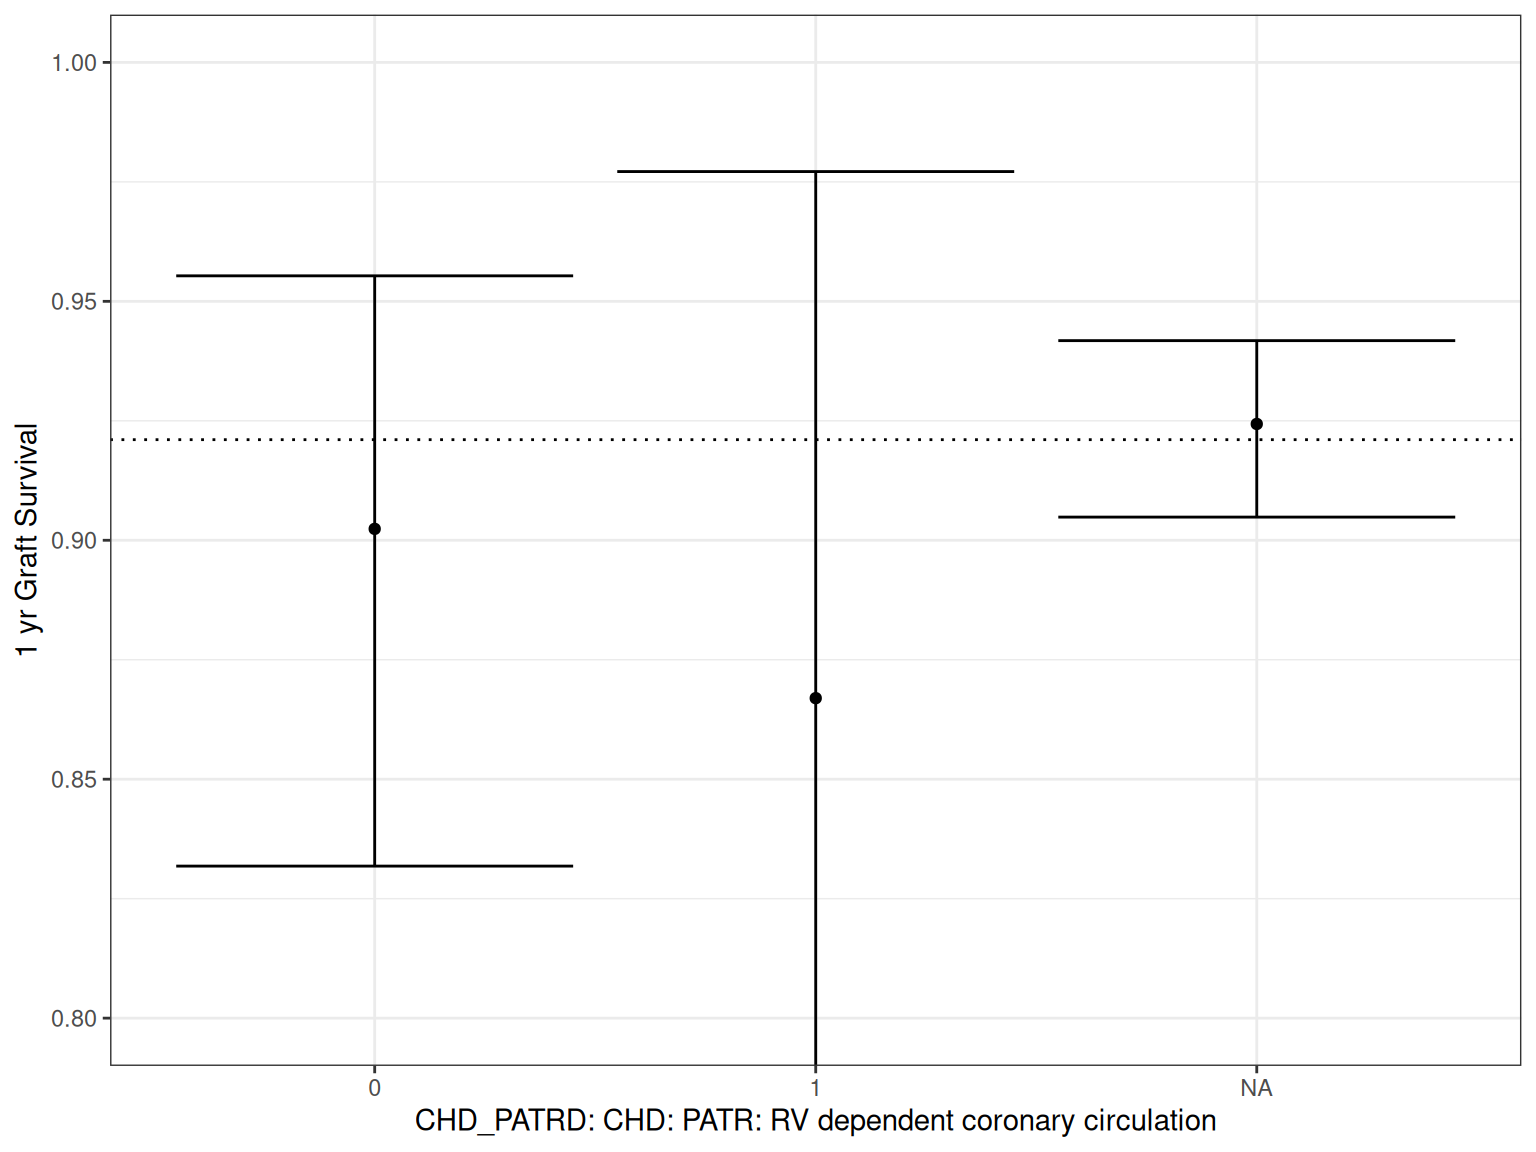 1.00
0.95
0.90
0.85
0.80
1 yr Graft Survival
0 1 NA
CHD_PATRD: CHD: PATR: RV dependent coronary circulation